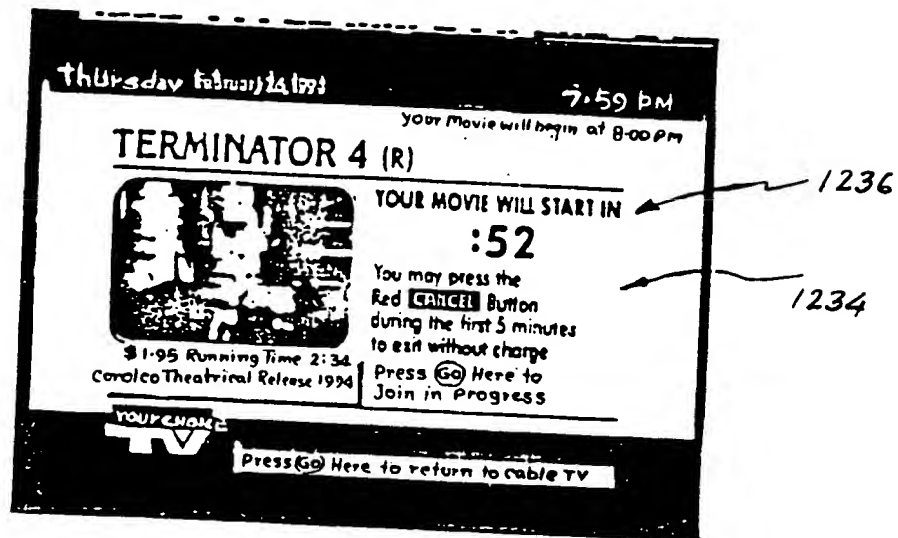 Thursday February 24, 1994
7:59 PM
Your Movie will begin at 8:00 PM
TERMINATOR 4 (R)
YOUR MOVIE WILL START IN
1236
:52
You may press the
Red CANCEL Button
1234
during the first 5 minutes
to exit without charge
$1.95 Running Time 2:34
Carolco Theatrical Release 1994
Press Go Here to
Join in Progress
YOUR CHOICE
TV
Press Go Here to return to cable TV